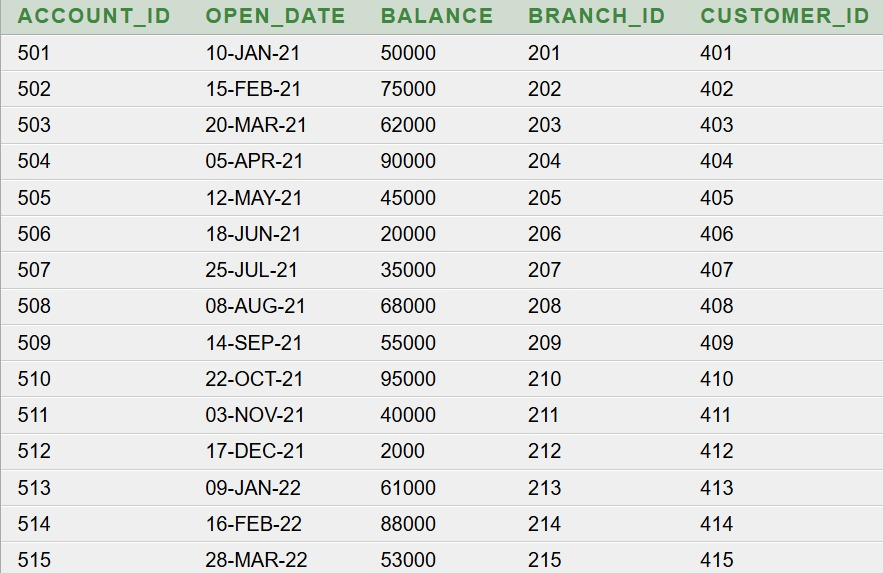 ACCOUNT_ID OPEN_DATE BALANCE BRANCH_ID CUSTOMER_ID
501 10-JAN-21 50000 201 401
502 15-FEB-21 75000 202 402
503 20-MAR-21 62000 203 403
504 05-APR-21 90000 204 404
505 12-MAY-21 45000 205 405
506 18-JUN-21 20000 206 406
507 25-JUL-21 35000 207 407
508 08-AUG-21 68000 208 408
509 14-SEP-21 55000 209 409
510 22-OCT-21 95000 210 410
511 03-NOV-21 40000 211 411
512 17-DEC-21 2000 212 412
513 09-JAN-22 61000 213 413
514 16-FEB-22 88000 214 414
515 28-MAR-22 53000 215 415